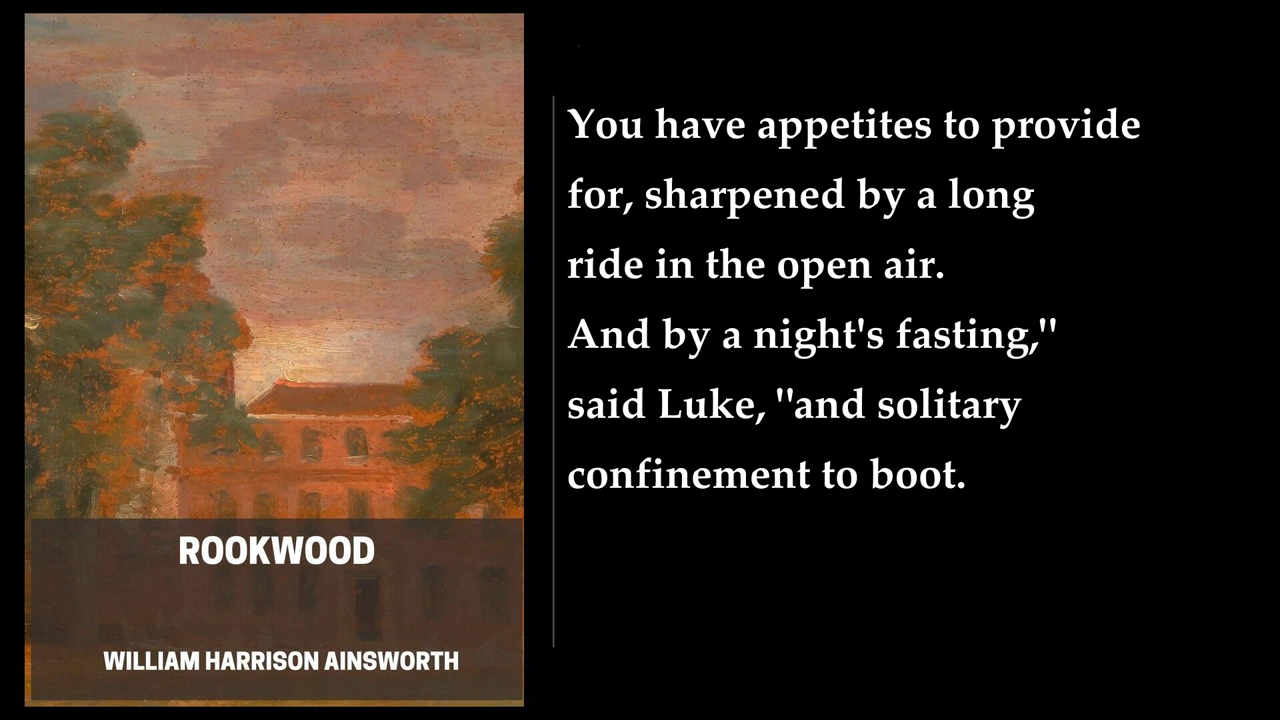 ROOKWOOD
WILLIAM HARRISON AINSWORTH
You have appetites to provide
for, sharpened by a long
ride in the open air.
And by a night's fasting,"
said Luke, "and solitary
confinement to boot.